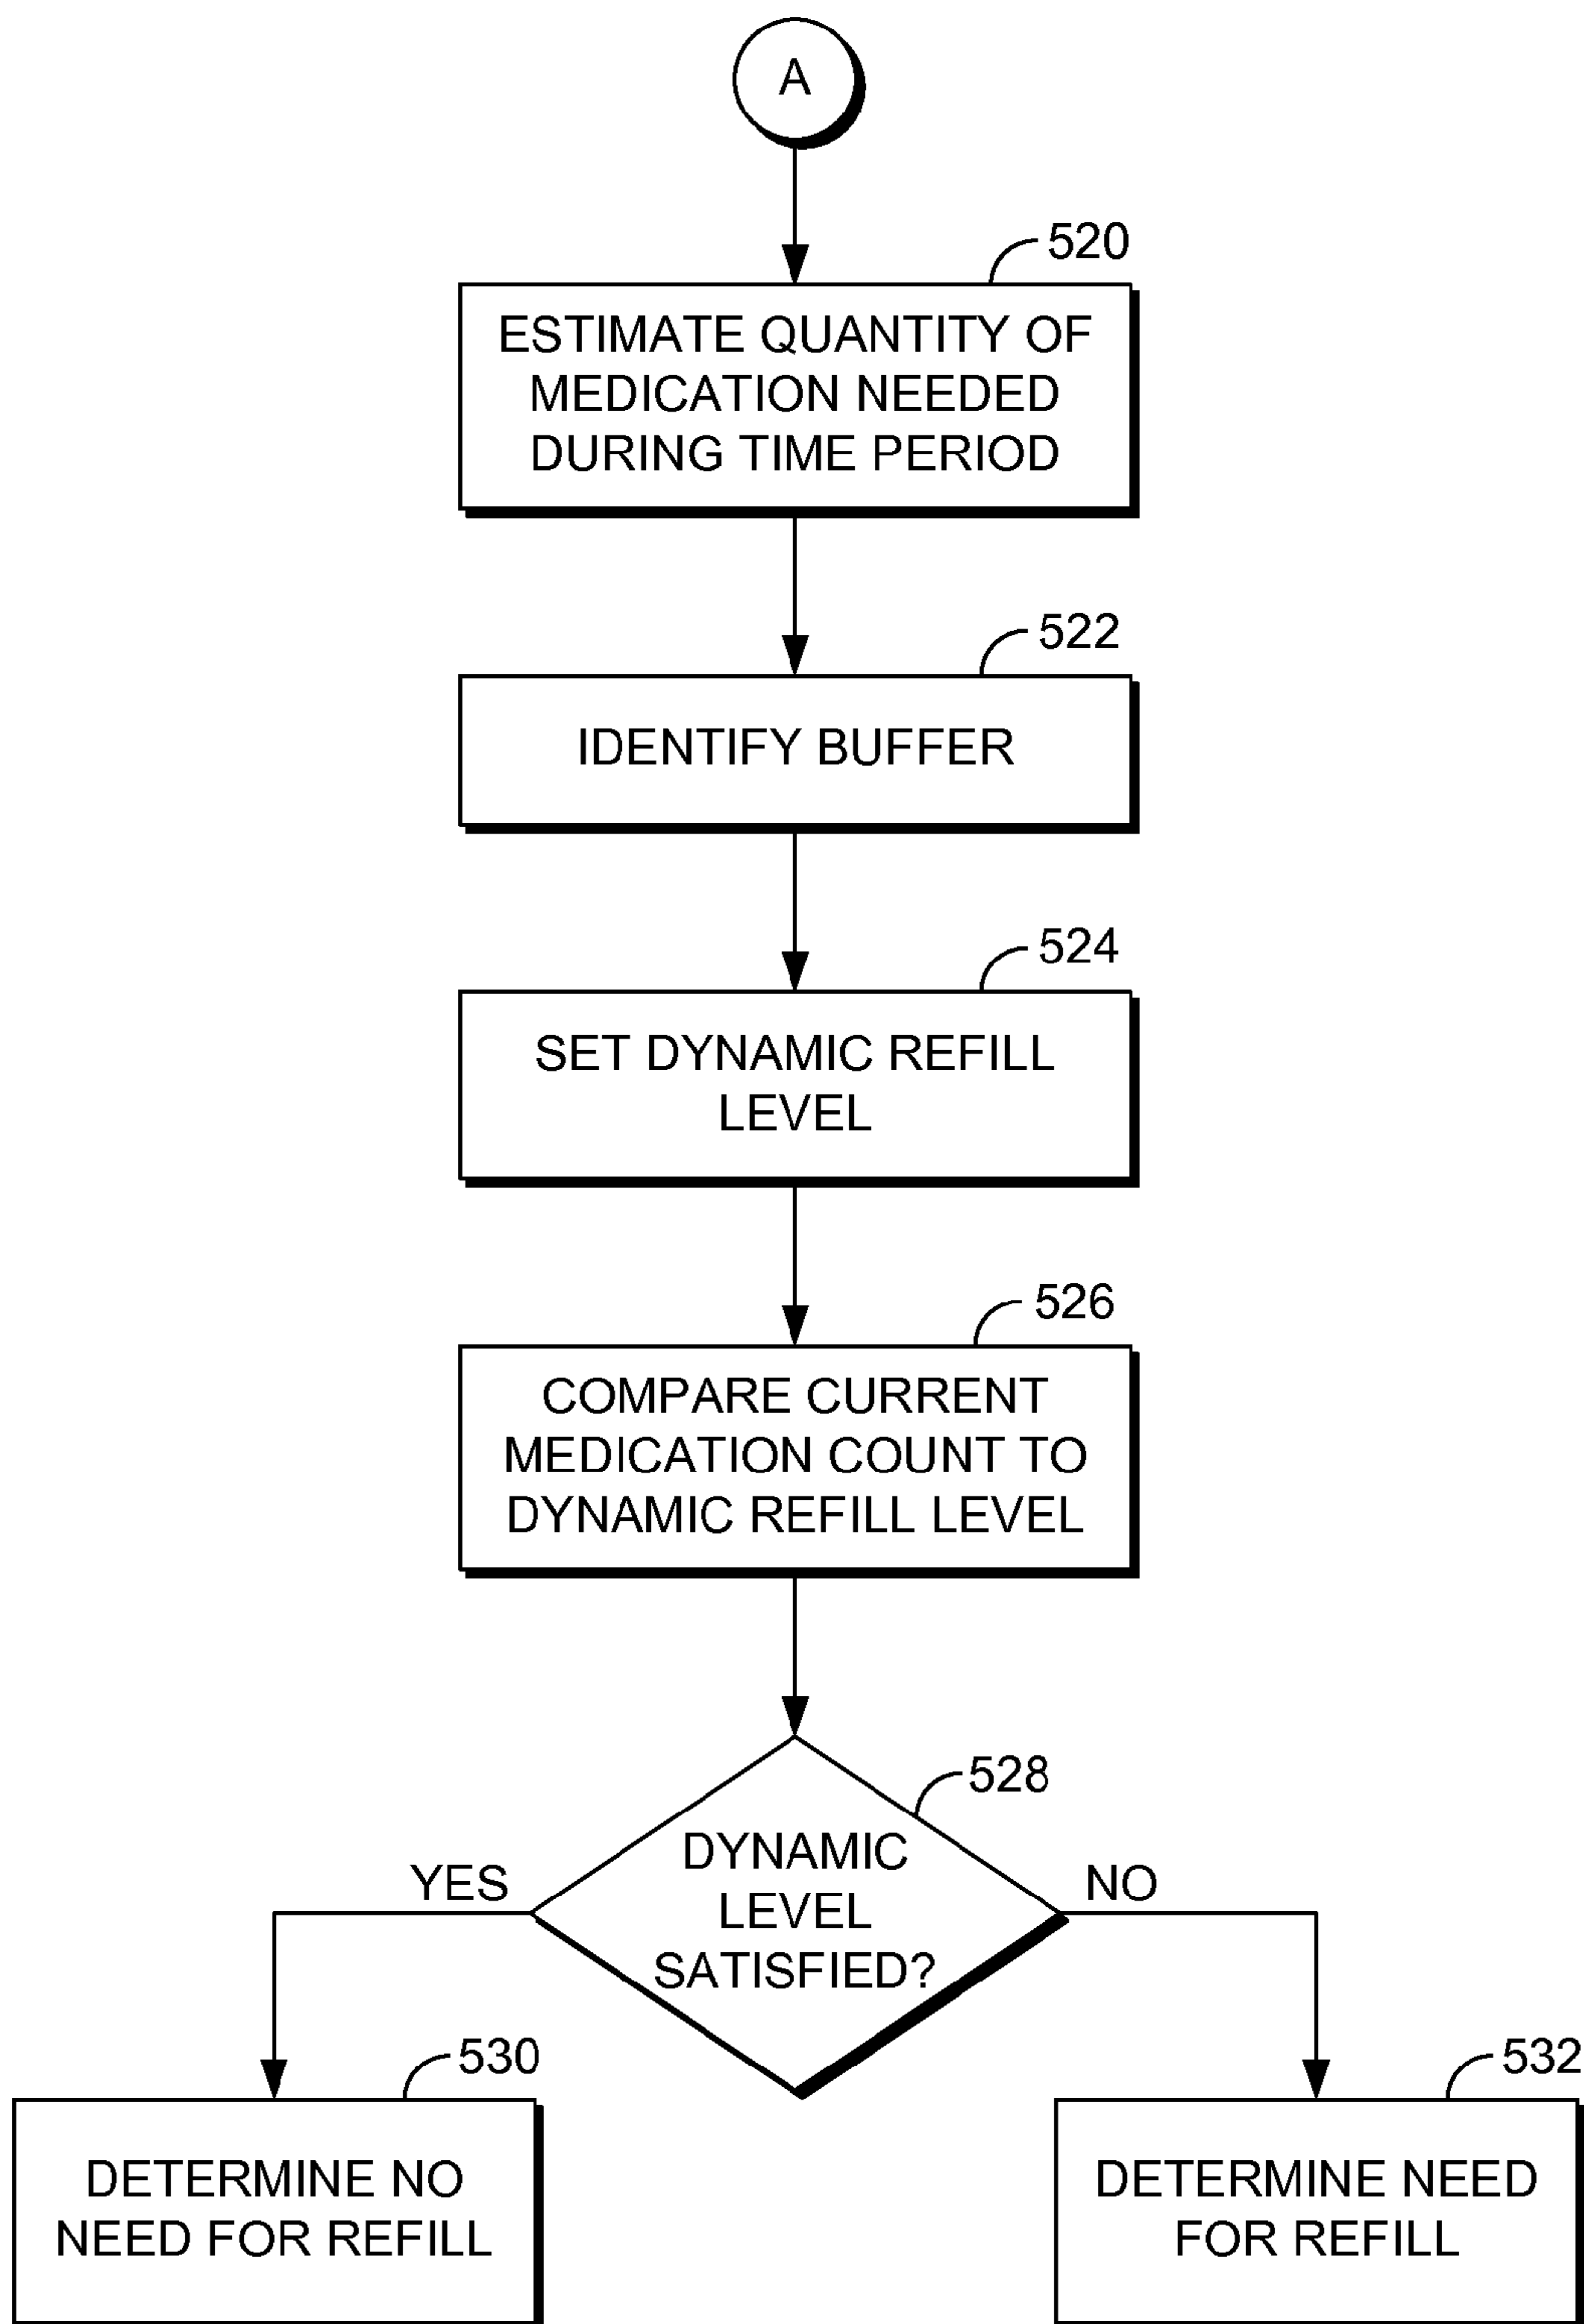 A
520
ESTIMATE QUANTITY OF
MEDICATION NEEDED
DURING TIME PERIOD
522
IDENTIFY BUFFER
524
SET DYNAMIC REFILL
LEVEL
526
COMPARE CURRENT
MEDICATION COUNT TO
DYNAMIC REFILL LEVEL
528
DYNAMIC
LEVEL
SATISFIED?
YES
NO
530
DETERMINE NO
NEED FOR REFILL
532
DETERMINE NEED
FOR REFILL